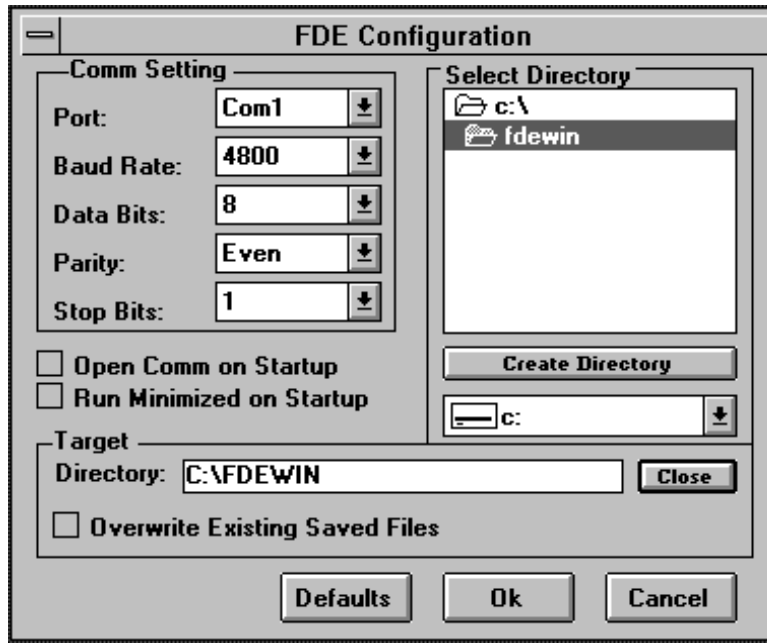 FDE Configuration
Comm Setting
Port: Com1
Baud Rate: 4800
Data Bits: 8
Parity: Even
Stop Bits: 1
Open Comm on Startup
Run Minimized on Startup
Select Directory
c:\
fdewin
Create Directory
c:
Target
Directory: C:\FDEWIN Close
Overwrite Existing Saved Files
Defaults Ok Cancel